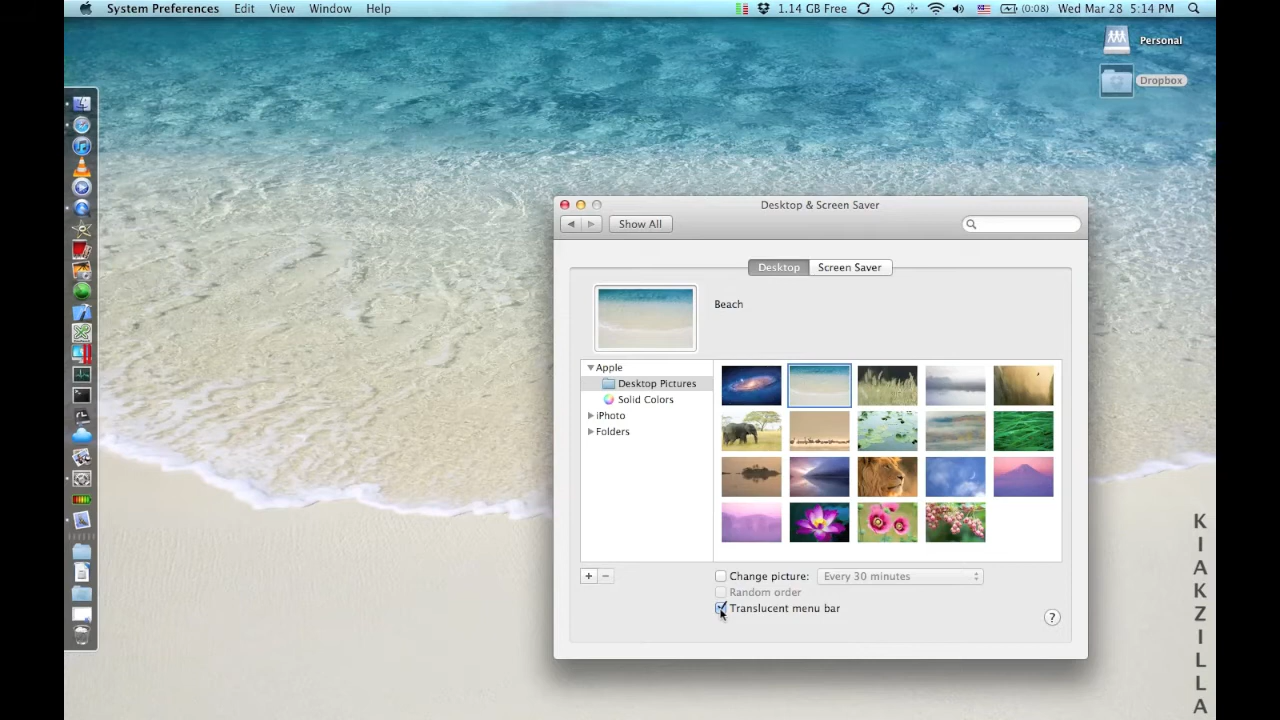 System Preferences Edit View Window Help 1.14 GB Free (0:08) Wed Mar 28 5:14 PM
Personal
Dropbox
Desktop & Screen Saver
Show All
Desktop Screen Saver
Beach
Apple
Desktop Pictures
Solid Colors
iPhoto
Folders
+ −
Change picture: Every 30 minutes
Random order
Translucent menu bar
?
KIAKZILLA